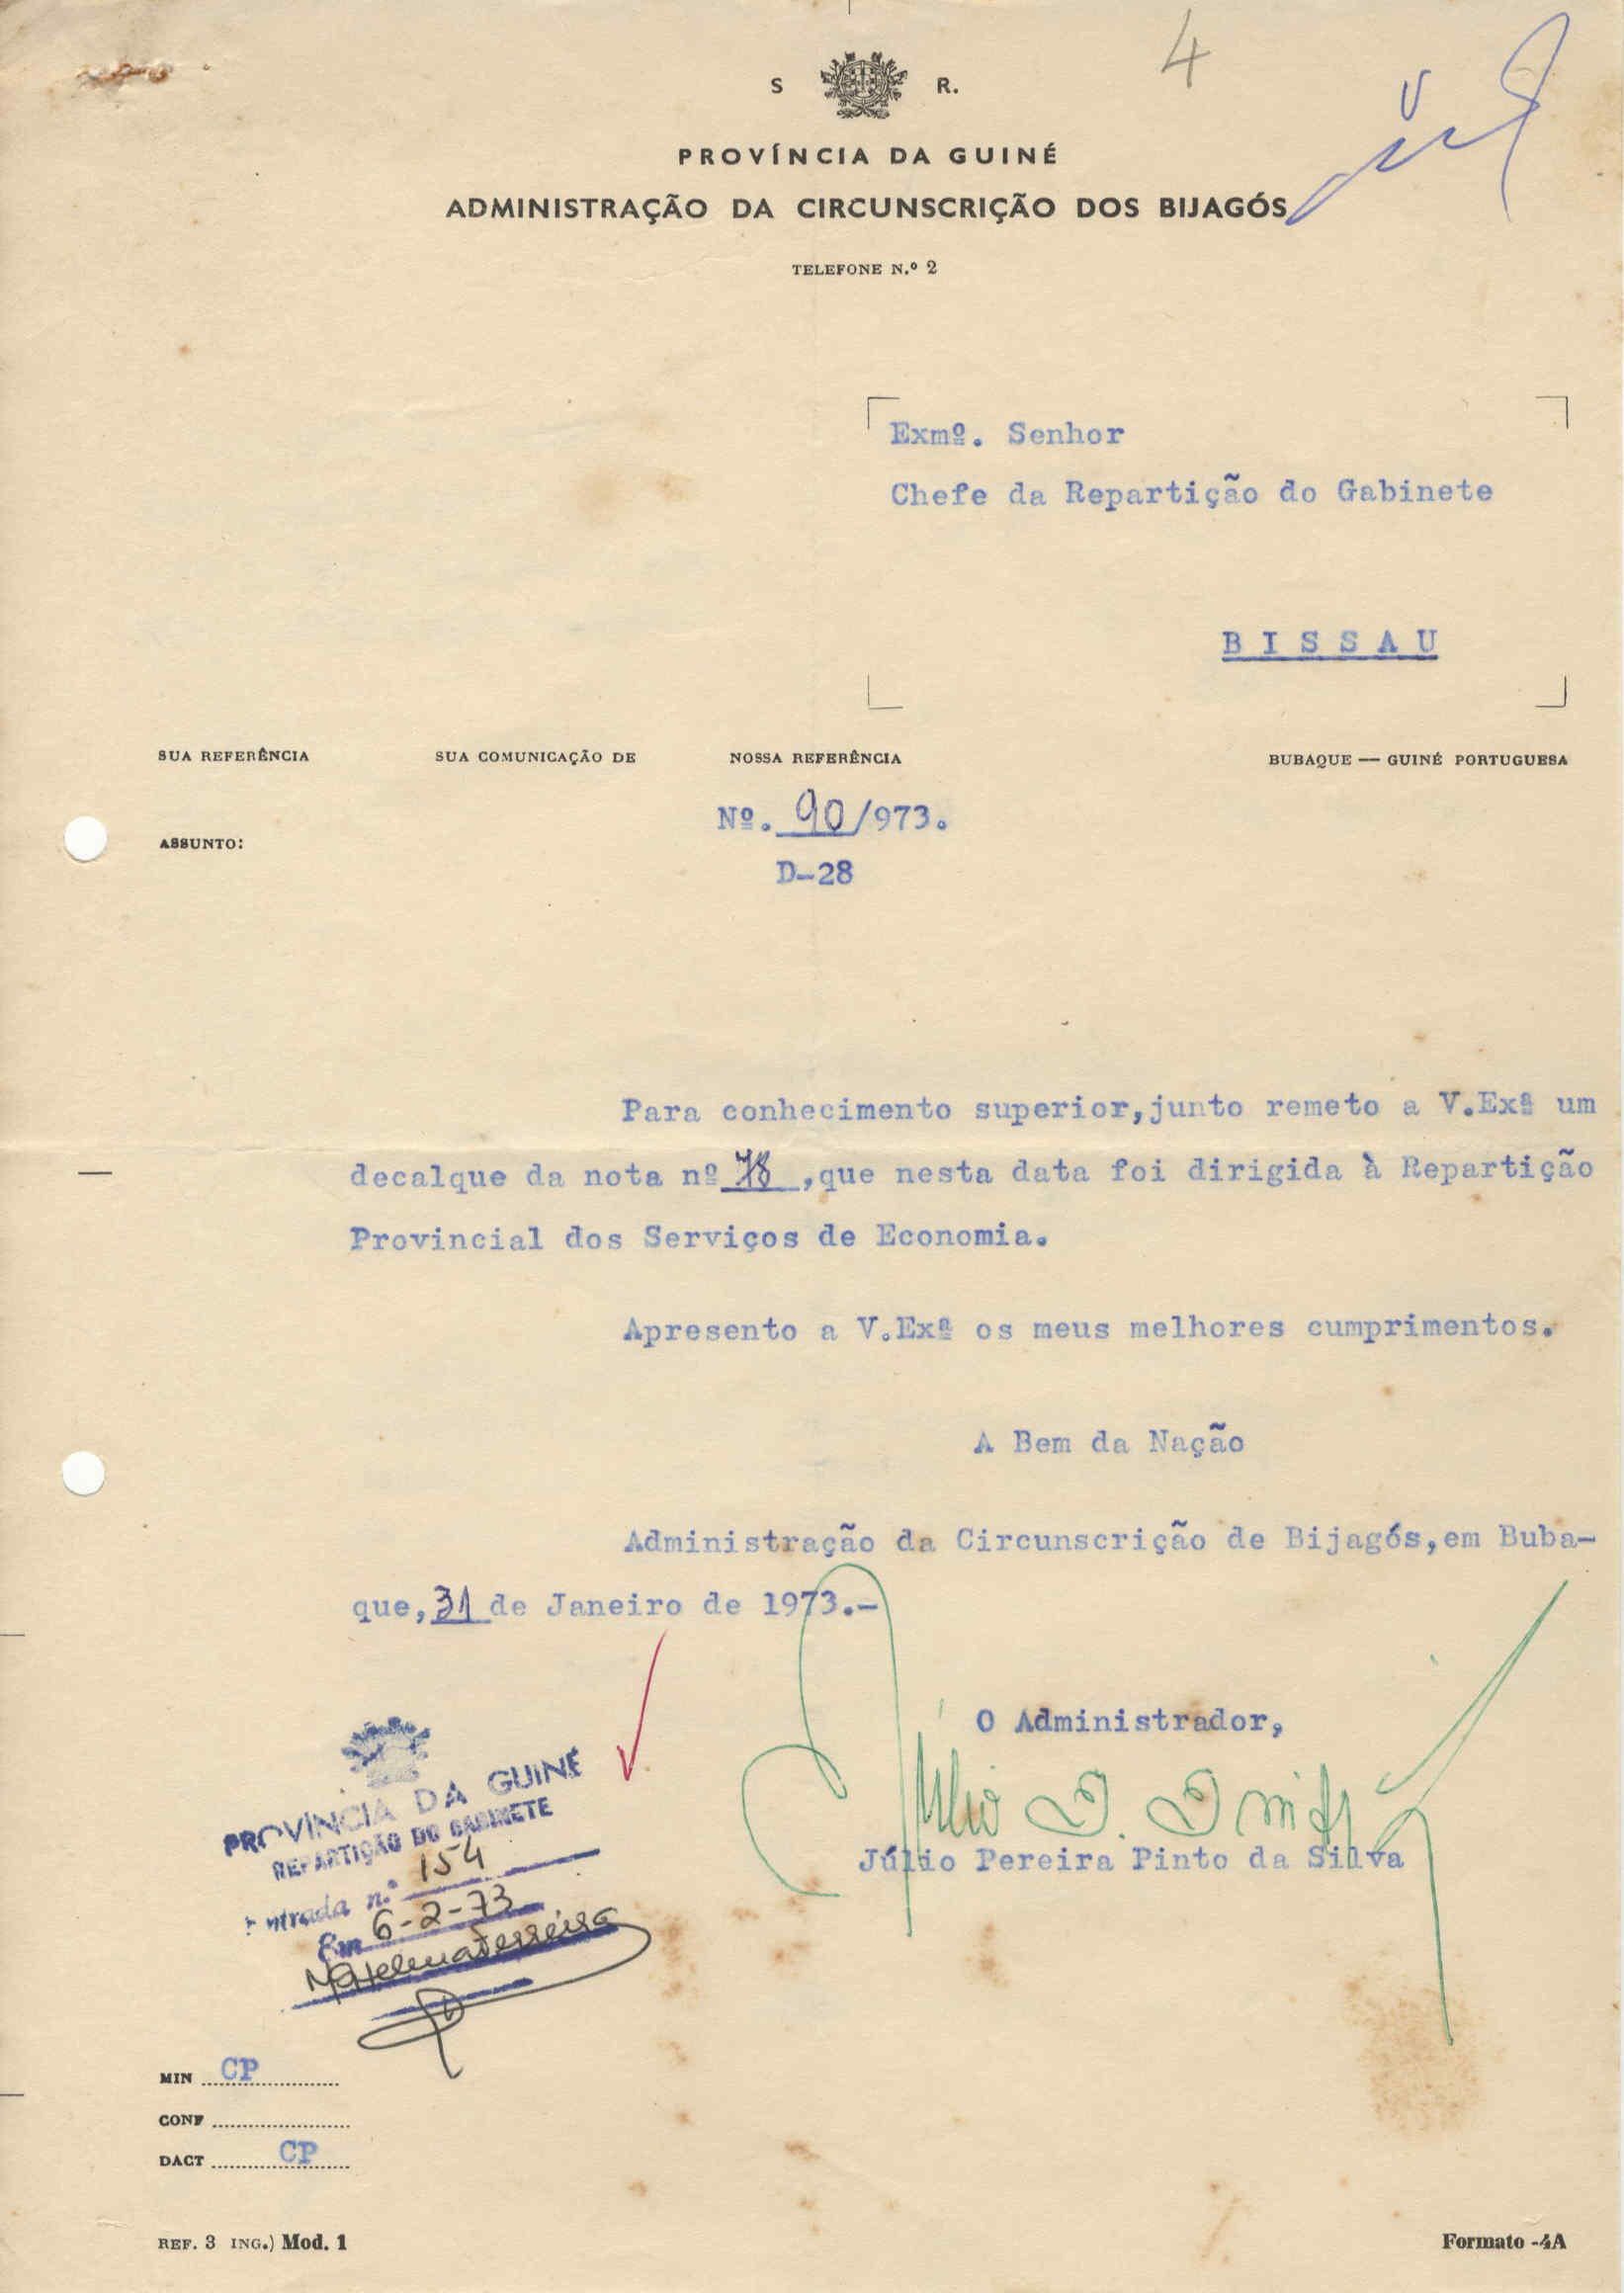 4
S R.
PROVÍNCIA DA GUINÉ
ADMINISTRAÇÃO DA CIRCUNSCRIÇÃO DOS BIJAGÓS
TELEFONE N.º 2
Exmº. Senhor
Chefe da Repartição do Gabinete
B I S S A U
SUA REFERÊNCIA SUA COMUNICAÇÃO DE NOSSA REFERÊNCIA BUBAQUE — GUINÉ PORTUGUESA
Nº. 90/973.
ASSUNTO:
D-28
Para conhecimento superior,junto remeto a V.Exª um
decalque da nota nº 78 ,que nesta data foi dirigida à Repartição
Provincial dos Serviços de Economia.
Apresento a V.Exª os meus melhores cumprimentos.
A Bem da Nação
Administração da Circunscrição de Bijagós,em Buba-
que,31 de Janeiro de 1973.-
O Administrador,
Júlio Pereira Pinto da Silva
PROVÍNCIA DA GUINÉ
REPARTIÇÃO DO GABINETE
Entrada n.º 154
Em 6-2-73
MIN CP
CONF
DACT CP
REF. 3 ING.) Mod. 1 Formato -4A